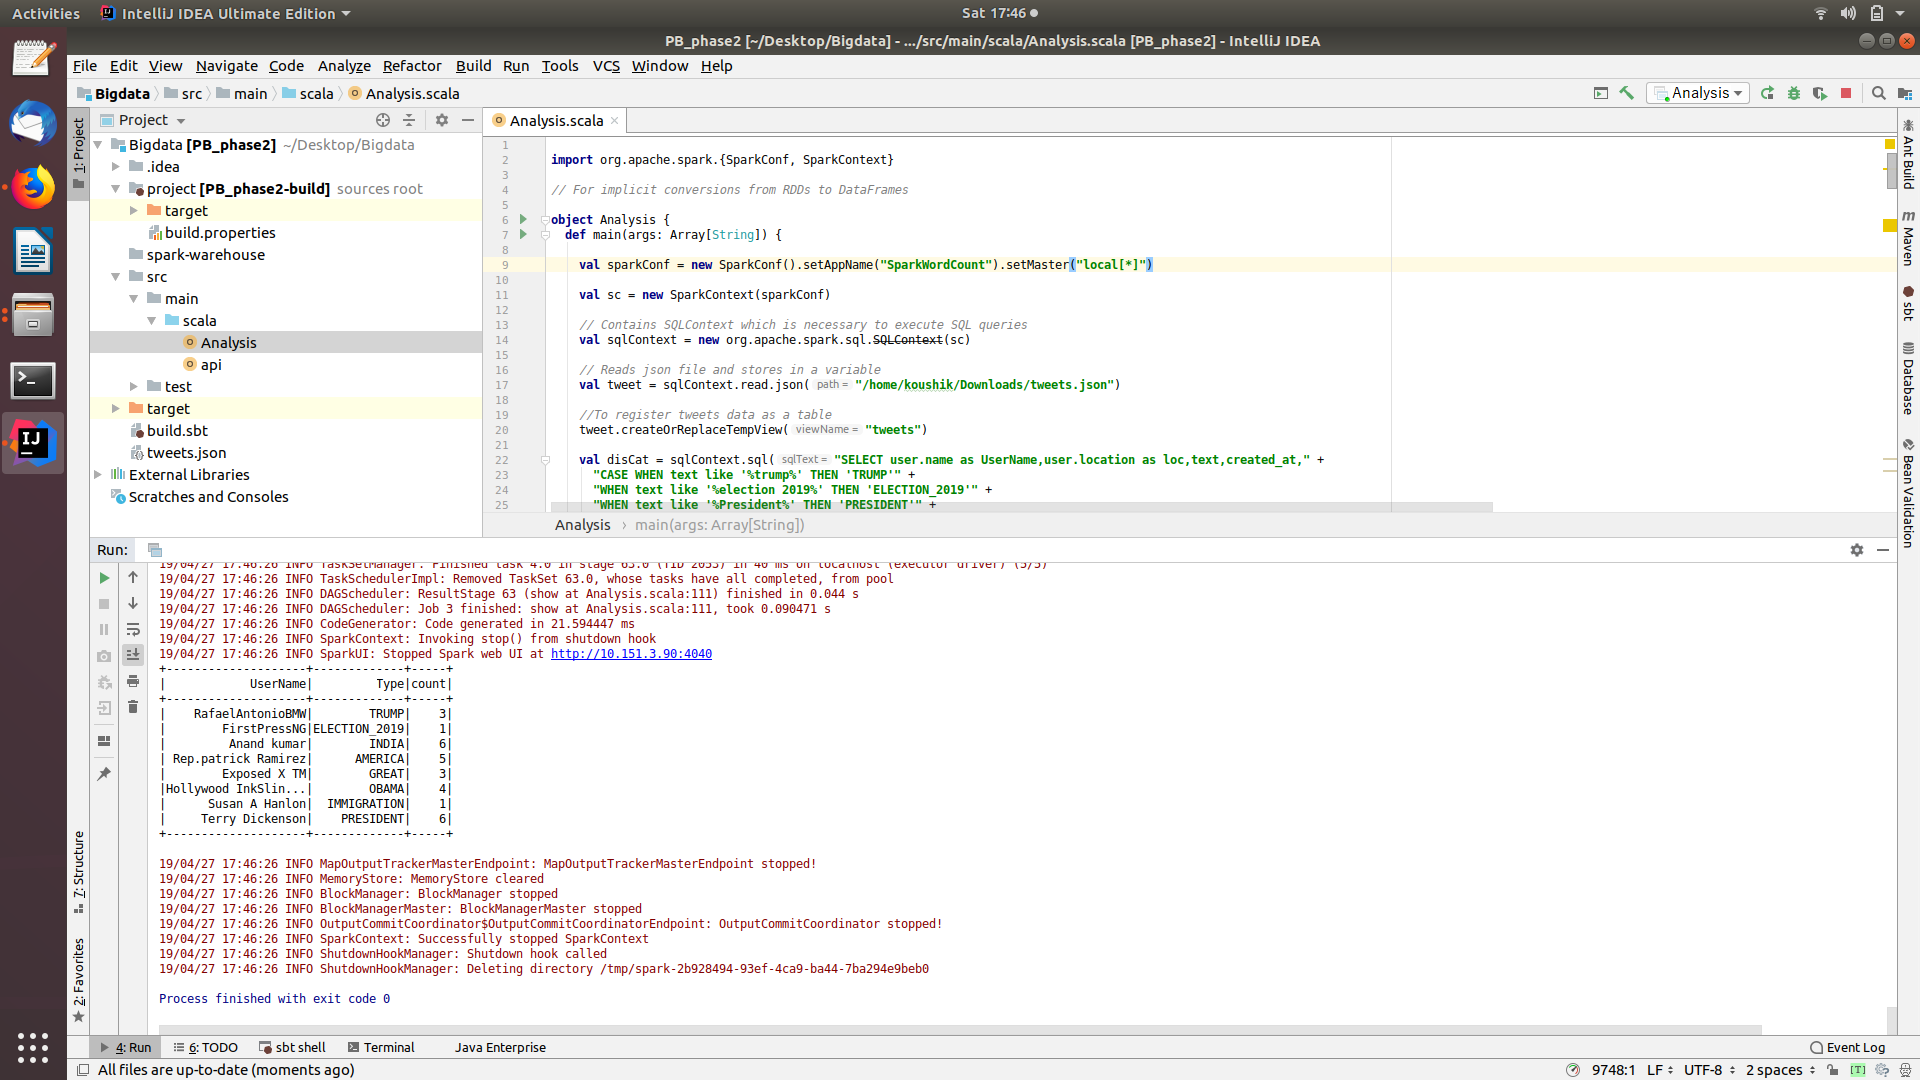 Activities
IntelliJ IDEA Ultimate Edition
Sat 17:46
PB_phase2 [~/Desktop/Bigdata] - .../src/main/scala/Analysis.scala [PB_phase2] - IntelliJ IDEA
File Edit View Navigate Code Analyze Refactor Build Run Tools VCS Window Help
Bigdata src main scala Analysis.scala
Analysis
Project
Analysis.scala
1: Project
Bigdata [PB_phase2] ~/Desktop/Bigdata
.idea
project [PB_phase2-build] sources root
target
build.properties
spark-warehouse
src
main
scala
Analysis
api
test
target
build.sbt
tweets.json
External Libraries
Scratches and Consoles
1
2 import org.apache.spark.{SparkConf, SparkContext}
3
4 // For implicit conversions from RDDs to DataFrames
5
6 object Analysis {
7 def main(args: Array[String]) {
8
9 val sparkConf = new SparkConf().setAppName("SparkWordCount").setMaster("local[*]")
10
11 val sc = new SparkContext(sparkConf)
12
13 // Contains SQLContext which is necessary to execute SQL queries
14 val sqlContext = new org.apache.spark.sql.SQLContext(sc)
15
16 // Reads json file and stores in a variable
17 val tweet = sqlContext.read.json( path = "/home/koushik/Downloads/tweets.json")
18
19 //To register tweets data as a table
20 tweet.createOrReplaceTempView( viewName = "tweets")
21
22 val disCat = sqlContext.sql( sqlText = "SELECT user.name as UserName,user.location as loc,text,created_at," +
23 "CASE WHEN text like '%trump%' THEN 'TRUMP'" +
24 "WHEN text like '%election 2019%' THEN 'ELECTION_2019'" +
25 "WHEN text like '%President%' THEN 'PRESIDENT'" +
Analysis › main(args: Array[String])
Ant Build
Maven
sbt
Database
Bean Validation
Run:
19/04/27 17:46:26 INFO TaskSetManager: Finished task 4.0 in stage 63.0 (TID 2053) in 40 ms on localhost (executor driver) (5/5)
19/04/27 17:46:26 INFO TaskSchedulerImpl: Removed TaskSet 63.0, whose tasks have all completed, from pool
19/04/27 17:46:26 INFO DAGScheduler: ResultStage 63 (show at Analysis.scala:111) finished in 0.044 s
19/04/27 17:46:26 INFO DAGScheduler: Job 3 finished: show at Analysis.scala:111, took 0.090471 s
19/04/27 17:46:26 INFO CodeGenerator: Code generated in 21.594447 ms
19/04/27 17:46:26 INFO SparkContext: Invoking stop() from shutdown hook
19/04/27 17:46:26 INFO SparkUI: Stopped Spark web UI at http://10.151.3.90:4040
+--------------------+-------------+-----+
|            UserName|         Type|count|
+--------------------+-------------+-----+
|    RafaelAntonioBMW|        TRUMP|    3|
|        FirstPressNG|ELECTION_2019|    1|
|         Anand kumar|        INDIA|    6|
| Rep.patrick Ramirez|      AMERICA|    5|
|        Exposed X TM|        GREAT|    3|
|Hollywood InkSlin...|        OBAMA|    4|
|      Susan A Hanlon|  IMMIGRATION|    1|
|     Terry Dickenson|    PRESIDENT|    6|
+--------------------+-------------+-----+
19/04/27 17:46:26 INFO MapOutputTrackerMasterEndpoint: MapOutputTrackerMasterEndpoint stopped!
19/04/27 17:46:26 INFO MemoryStore: MemoryStore cleared
19/04/27 17:46:26 INFO BlockManager: BlockManager stopped
19/04/27 17:46:26 INFO BlockManagerMaster: BlockManagerMaster stopped
19/04/27 17:46:26 INFO OutputCommitCoordinator$OutputCommitCoordinatorEndpoint: OutputCommitCoordinator stopped!
19/04/27 17:46:26 INFO SparkContext: Successfully stopped SparkContext
19/04/27 17:46:26 INFO ShutdownHookManager: Shutdown hook called
19/04/27 17:46:26 INFO ShutdownHookManager: Deleting directory /tmp/spark-2b928494-93ef-4ca9-ba44-7ba294e9beb0
Process finished with exit code 0
7: Structure
2: Favorites
4: Run 6: TODO sbt shell Terminal Java Enterprise Event Log
All files are up-to-date (moments ago) 9748:1 LF UTF-8 2 spaces [T]